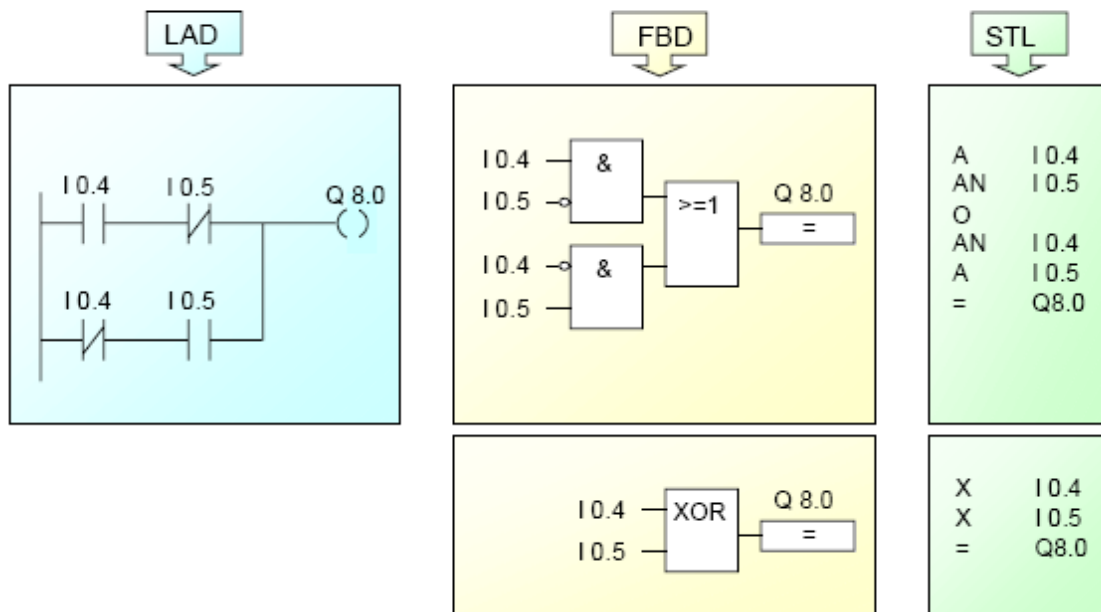 LAD
I 0.4 I 0.5 Q 8.0
( )
I 0.4 I 0.5
FBD
I 0.4
&
I 0.5
>=1
Q 8.0
=
I 0.4
&
I 0.5
I 0.4
XOR
Q 8.0
I 0.5
=
STL
A I 0.4
AN I 0.5
O
AN I 0.4
A I 0.5
= Q8.0
X I 0.4
X I 0.5
= Q8.0